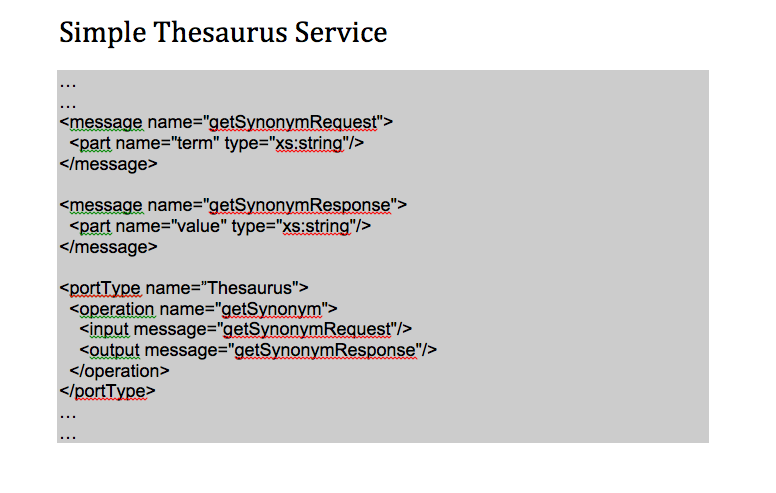 Simple Thesaurus Service
...
...
<message name="getSynonymRequest">
<part name="term" type="xs:string"/>
</message>
<message name="getSynonymResponse">
<part name="value" type="xs:string"/>
</message>
<portType name=”Thesaurus">
<operation name="getSynonym">
<input message="getSynonymRequest"/>
<output message="getSynonymResponse"/>
</operation>
</portType>
...
...